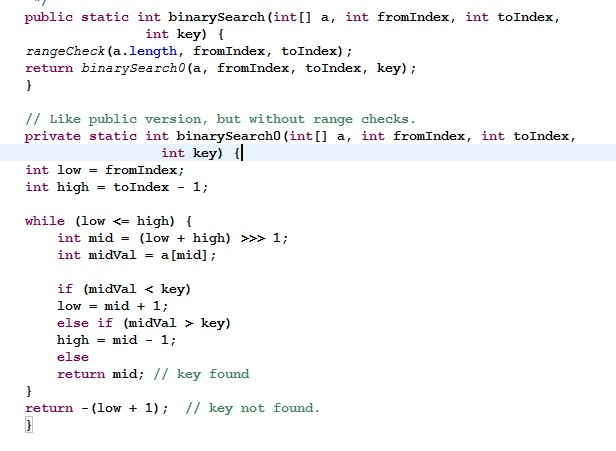 */
public static int binarySearch(int[] a, int fromIndex, int toIndex,
int key) {
rangeCheck(a.length, fromIndex, toIndex);
return binarySearch0(a, fromIndex, toIndex, key);
}
// Like public version, but without range checks.
private static int binarySearch0(int[] a, int fromIndex, int toIndex,
int key) {
int low = fromIndex;
int high = toIndex - 1;
while (low <= high) {
int mid = (low + high) >>> 1;
int midVal = a[mid];
if (midVal < key)
low = mid + 1;
else if (midVal > key)
high = mid - 1;
else
return mid; // key found
}
return -(low + 1);  // key not found.
}